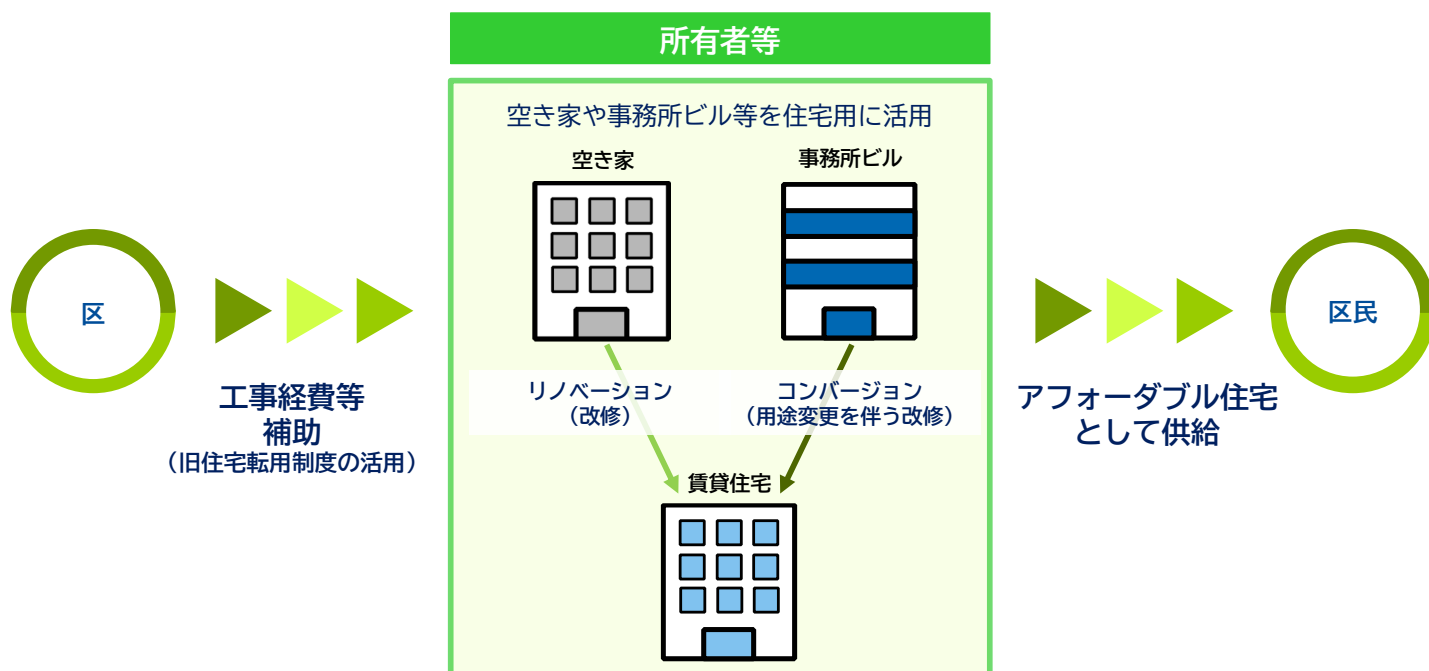 所有者等
空き家や事務所ビル等を住宅用に活用
空き家
事務所ビル
区
区民
リノベーション
（改修）
コンバージョン
（用途変更を伴う改修）
工事経費等
補助
（旧住宅転用制度の活用）
アフォーダブル住宅
として供給
賃貸住宅